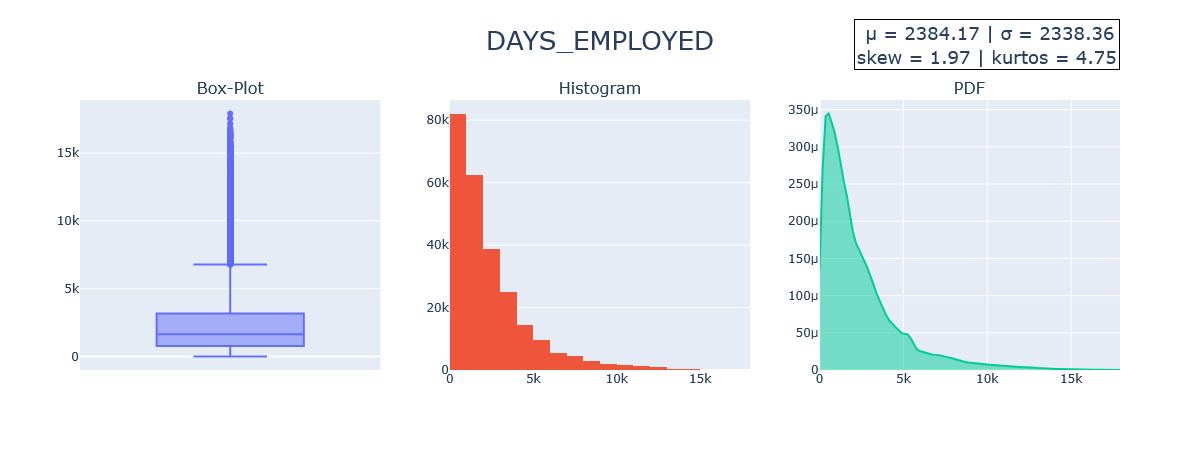 DAYS_EMPLOYED
μ = 2384.17 | σ = 2338.36
skew = 1.97 | kurtos = 4.75
Box-Plot
15k
10k
5k
0
Histogram
80k
60k
40k
20k
0
0 5k 10k 15k
PDF
350μ
300μ
250μ
200μ
150μ
100μ
50μ
0
0 5k 10k 15k